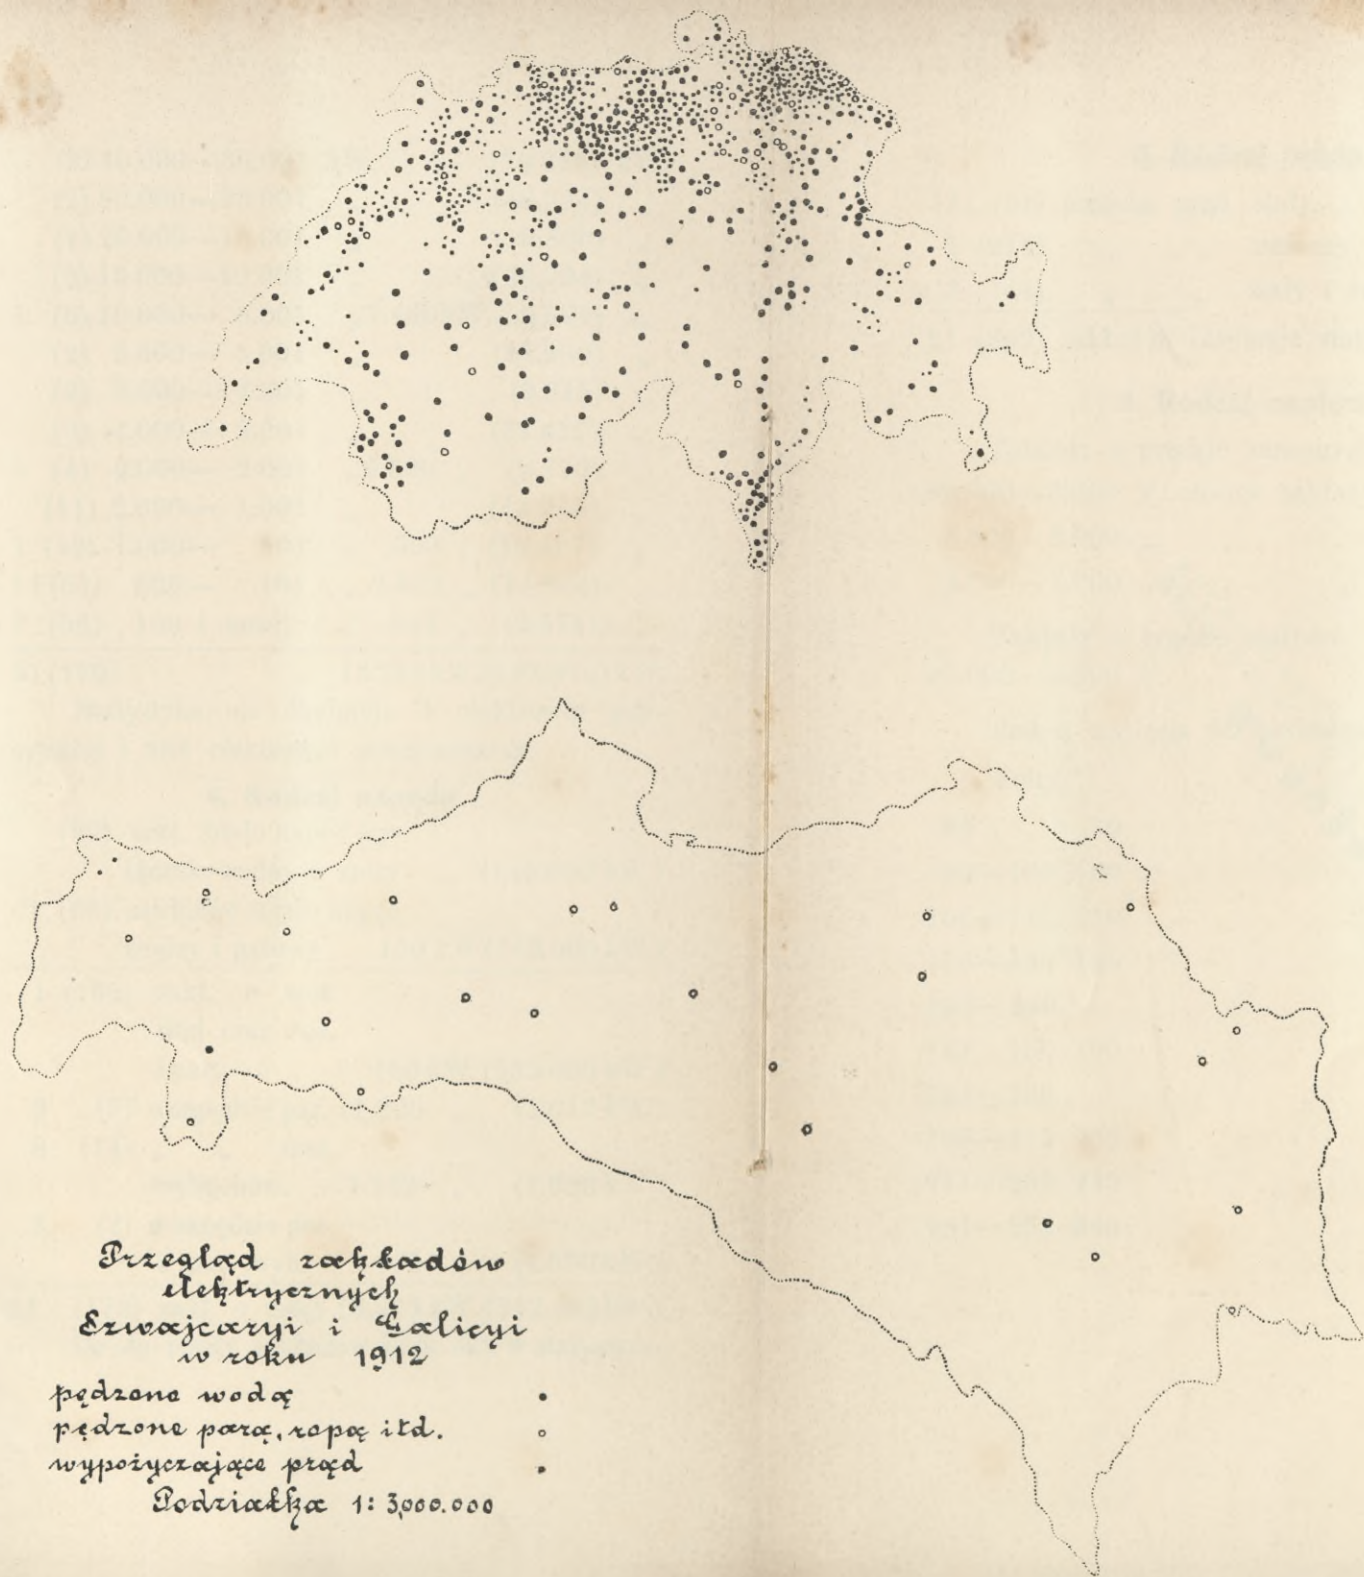 Przegląd zakładów
elektrycznych
Szwajcaryi i Galicyi
w roku 1912
pędzone wodą
pędzone parą, ropą itd.
wypożyczające prąd
Podziałka 1: 3,000.000